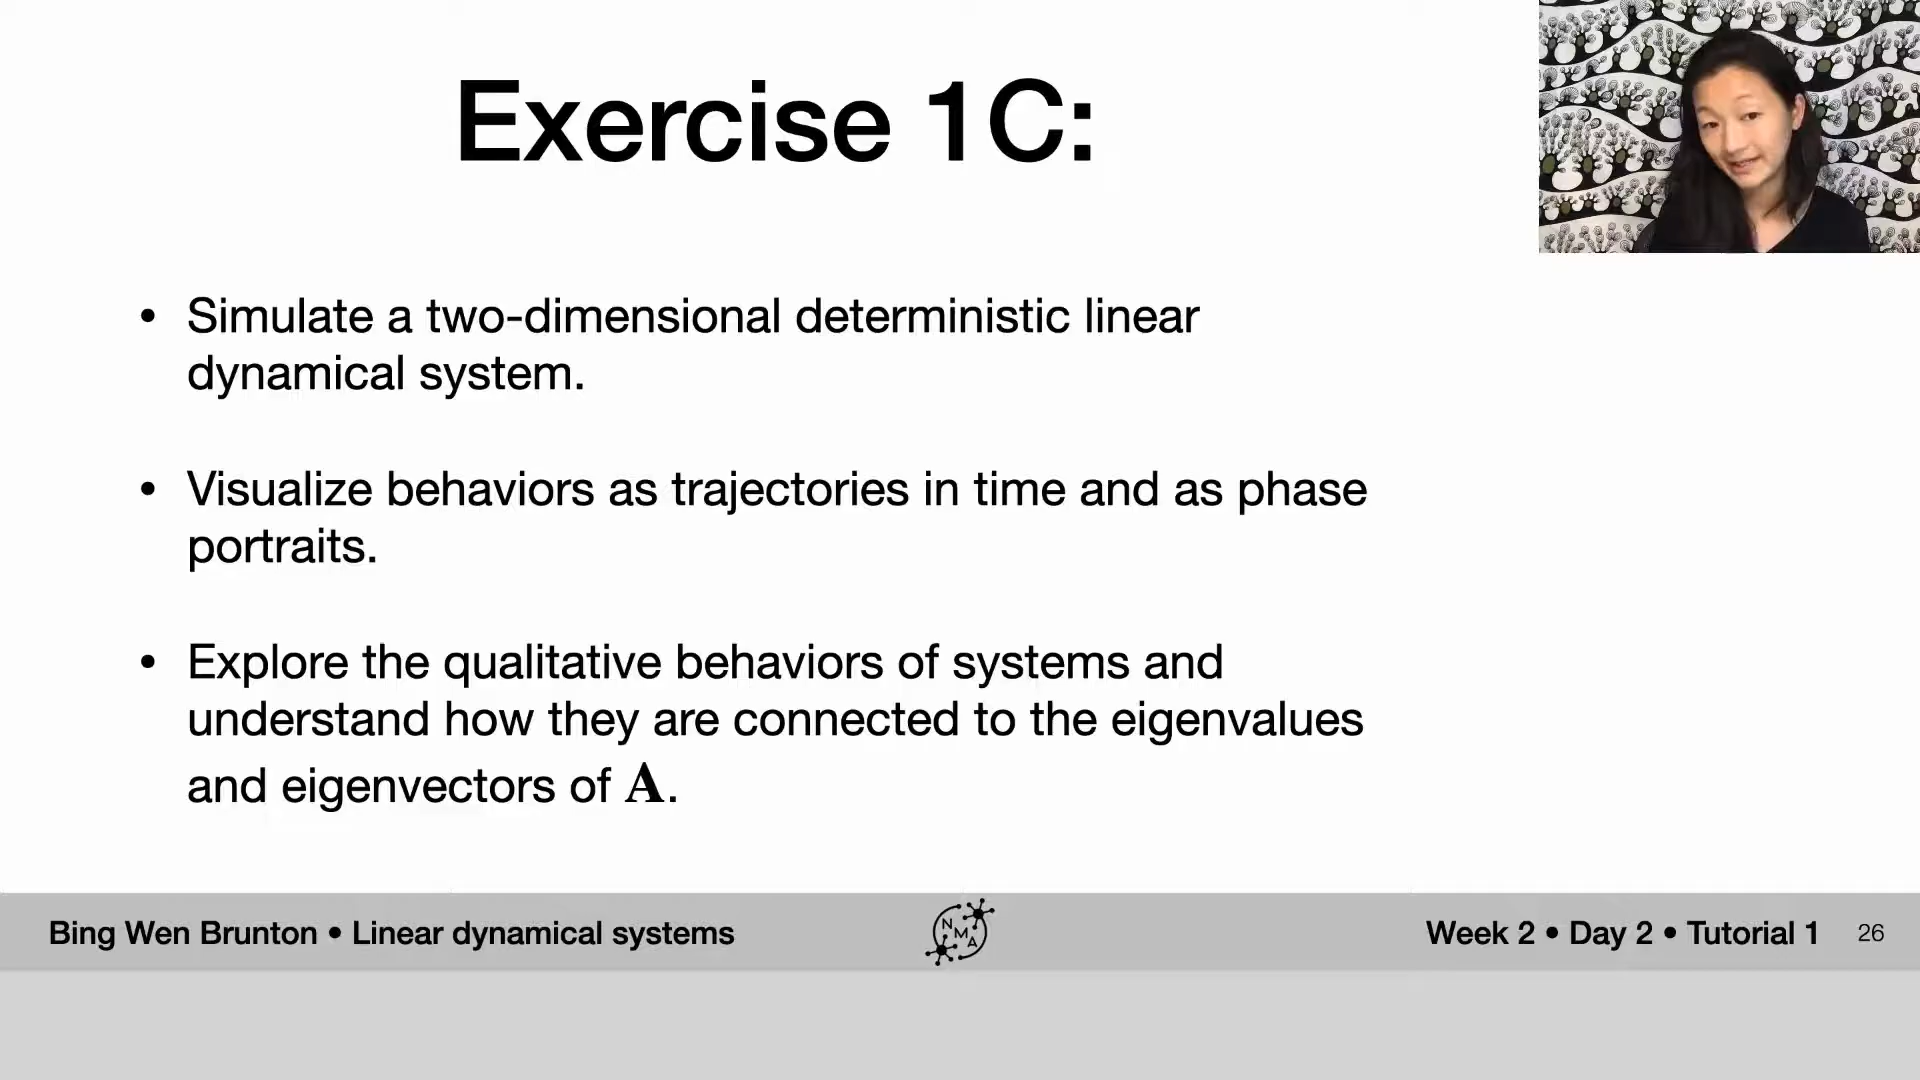 Exercise 1C:
• Simulate a two-dimensional deterministic linear
dynamical system.
• Visualize behaviors as trajectories in time and as phase
portraits.
• Explore the qualitative behaviors of systems and
understand how they are connected to the eigenvalues
and eigenvectors of A.
Bing Wen Brunton • Linear dynamical systems
NMA
Week 2 • Day 2 • Tutorial 1
26